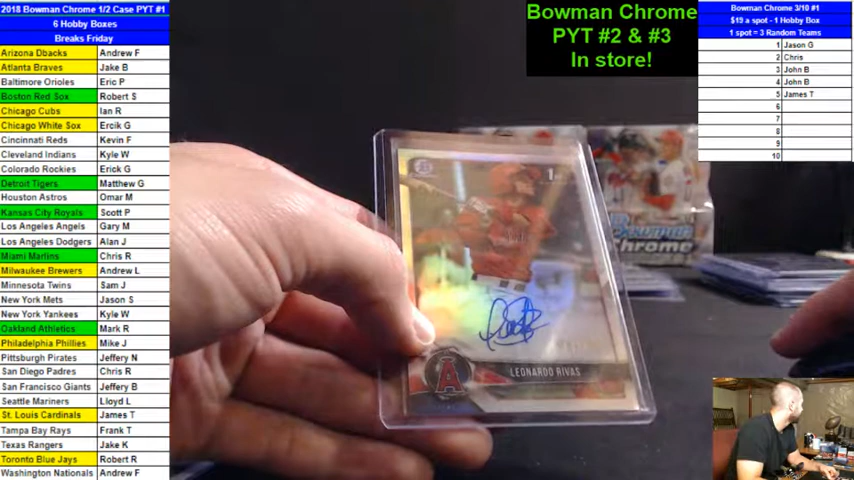 2018 Bowman Chrome 1/2 Case PYT #1
6 Hobby Boxes
Breaks Friday
Arizona Dbacks Andrew F
Atlanta Braves Jake B
Baltimore Orioles Eric P
Boston Red Sox Robert S
Chicago Cubs Ian R
Chicago White Sox Ercik G
Cincinnati Reds Kevin F
Cleveland Indians Kyle W
Colorado Rockies Erick G
Detroit Tigers Matthew G
Houston Astros Omar M
Kansas City Royals Scott P
Los Angeles Angels Gary M
Los Angeles Dodgers Alan J
Miami Marlins Chris R
Milwaukee Brewers Andrew L
Minnesota Twins Sam J
New York Mets Jason S
New York Yankees Kyle W
Oakland Athletics Mark R
Philadelphia Phillies Mike J
Pittsburgh Pirates Jeffery N
San Diego Padres Chris R
San Francisco Giants Jeffery B
Seattle Mariners Lloyd L
St. Louis Cardinals James T
Tampa Bay Rays Frank T
Texas Rangers Jake K
Toronto Blue Jays Robert R
Washington Nationals Andrew F
Bowman Chrome
PYT #2 & #3
In store!
Bowman Chrome 3/10 #1
$19 a spot - 1 Hobby Box
1 spot = 3 Random Teams
1 Jason G
2 Chris
3 John B
4 John B
5 James T
6
7
8
9
10
1st
A
LEONARDO RIVAS
Bowman
Chrome